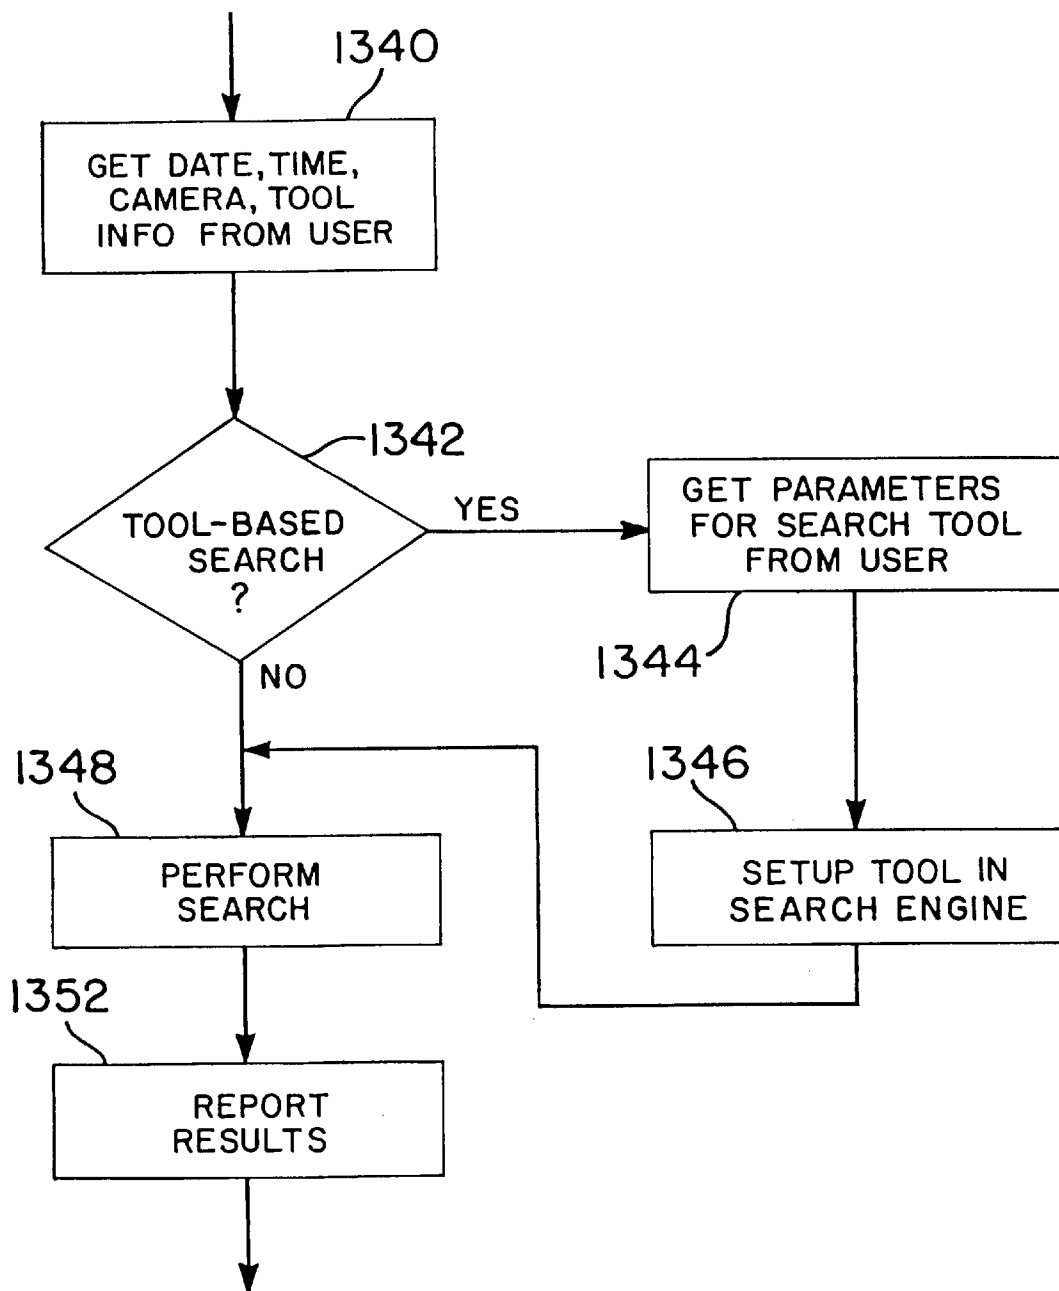 1340
GET DATE, TIME,
CAMERA, TOOL
INFO FROM USER
1342
TOOL-BASED
SEARCH
?
YES
NO
GET PARAMETERS
FOR SEARCH TOOL
FROM USER
1344
1346
SETUP TOOL IN
SEARCH ENGINE
1348
PERFORM
SEARCH
1352
REPORT
RESULTS